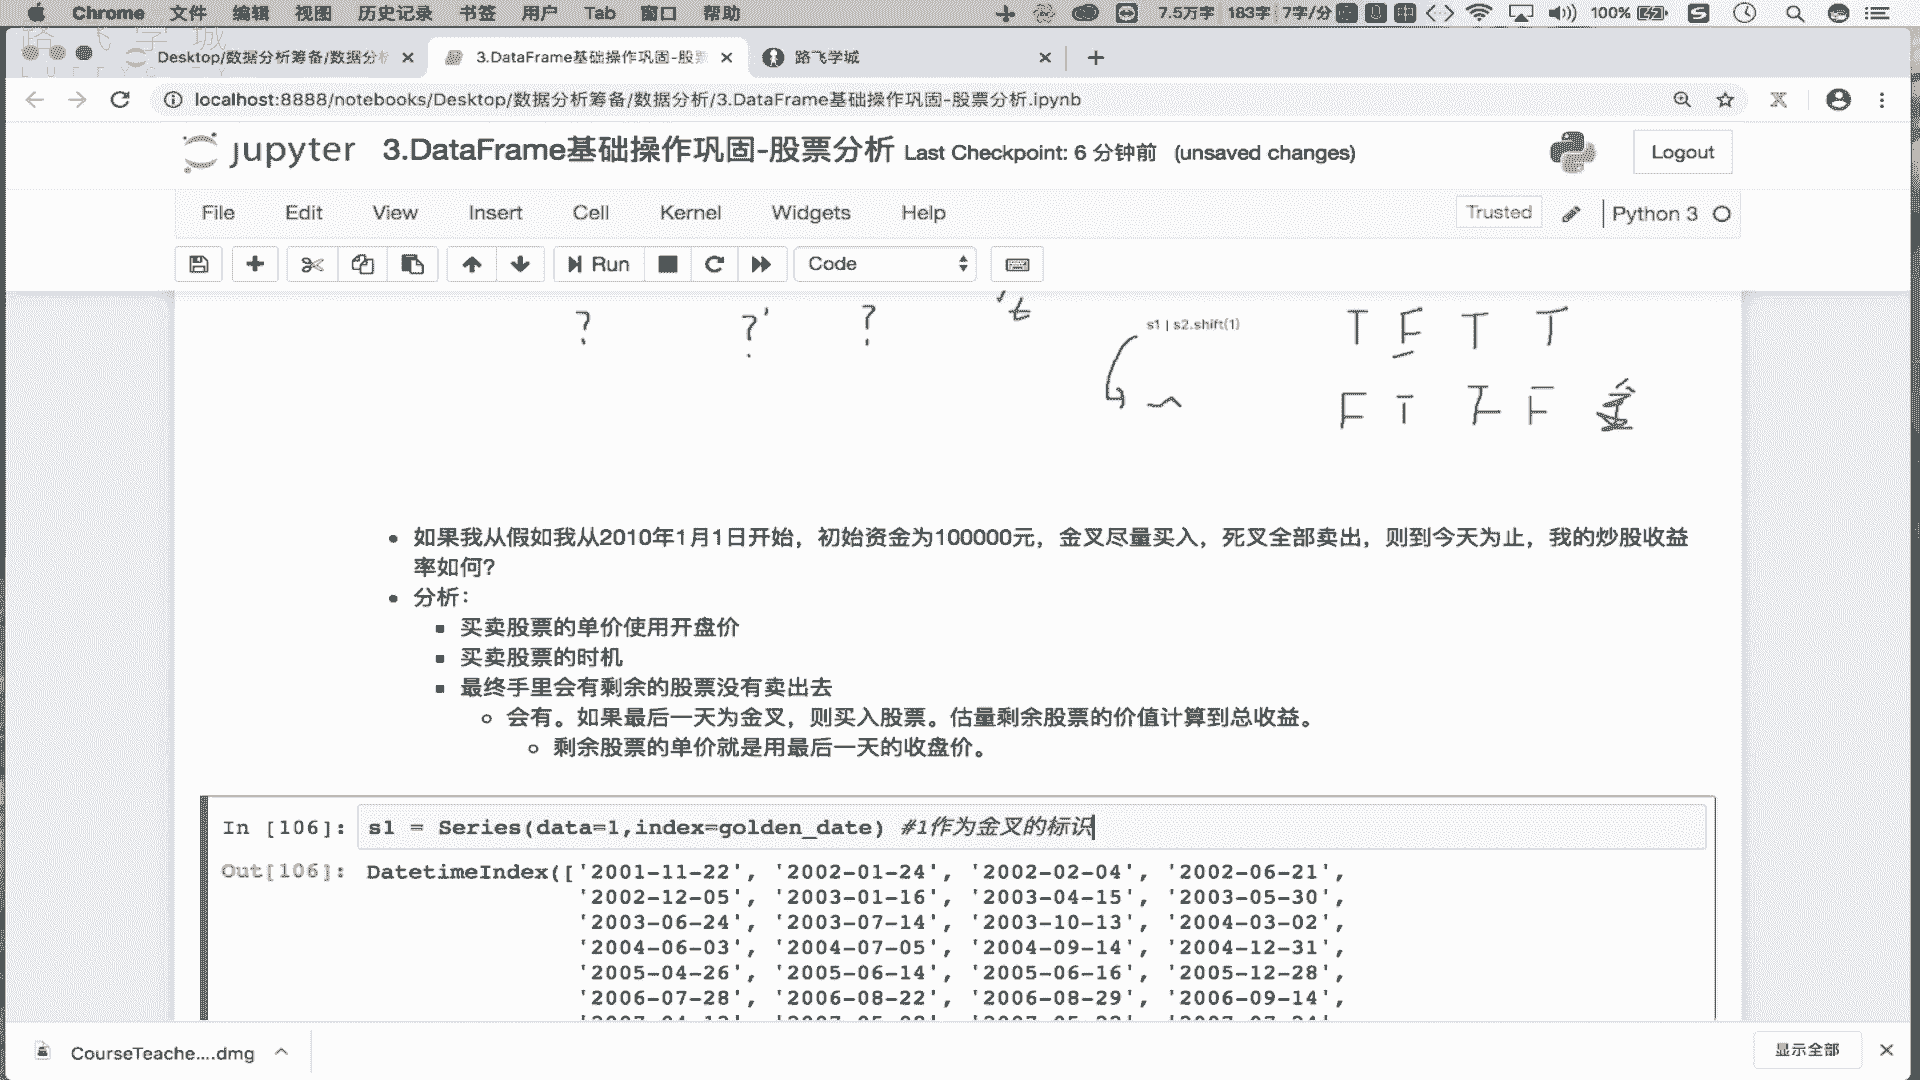 Chrome 文件 编辑 视图 历史记录 书签 用户 Tab 窗口 帮助 7.5万字 183字 7字/分 100%
路飞学城
Desktop/数据分析筹备/数据分析 3.DataFrame基础操作巩固-股票 路飞学城
localhost:8888/notebooks/Desktop/数据分析筹备/数据分析/3.DataFrame基础操作巩固-股票分析.ipynb
jupyter 3.DataFrame基础操作巩固-股票分析 Last Checkpoint: 6 分钟前 (unsaved changes) Logout
File Edit View Insert Cell Kernel Widgets Help Trusted Python 3
Run Code
? ? ? s1 | s2.shift(1) T F T T
F T F F 金
如果我从假如我从2010年1月1日开始，初始资金为100000元，金叉尽量买入，死叉全部卖出，则到今天为止，我的炒股收益
率如何?
分析：
买卖股票的单价使用开盘价
买卖股票的时机
最终手里会有剩余的股票没有卖出去
会有。如果最后一天为金叉，则买入股票。估量剩余股票的价值计算到总收益。
剩余股票的单价就是用最后一天的收盘价。
In [106]: s1 = Series(data=1,index=golden_date) #1作为金叉的标识
Out[106]: DatetimeIndex(['2001-11-22', '2002-01-24', '2002-02-04', '2002-06-21',
'2002-12-05', '2003-01-16', '2003-04-15', '2003-05-30',
'2003-06-24', '2003-07-14', '2003-10-13', '2004-03-02',
'2004-06-03', '2004-07-05', '2004-09-14', '2004-12-31',
'2005-04-26', '2005-06-14', '2005-06-16', '2005-12-28',
'2006-07-28', '2006-08-22', '2006-08-29', '2006-09-14',
CourseTeache....dmg 显示全部